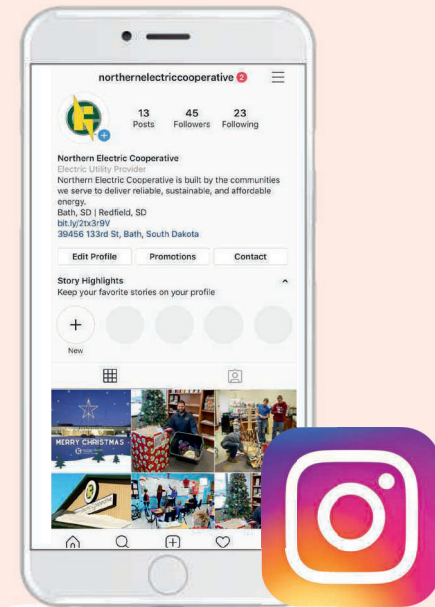 northernelectriccooperative 2
13 45 23
Posts Followers Following
Northern Electric Cooperative
Electric Utility Provider
Northern Electric Cooperative is built by the communities
we serve to deliver reliable, sustainable, and affordable
energy.
Bath, SD | Redfield, SD
bit.ly/2tx3r9V
39456 133rd St, Bath, South Dakota
Edit Profile Promotions Contact
Story Highlights
Keep your favorite stories on your profile
New
MERRY CHRISTMAS